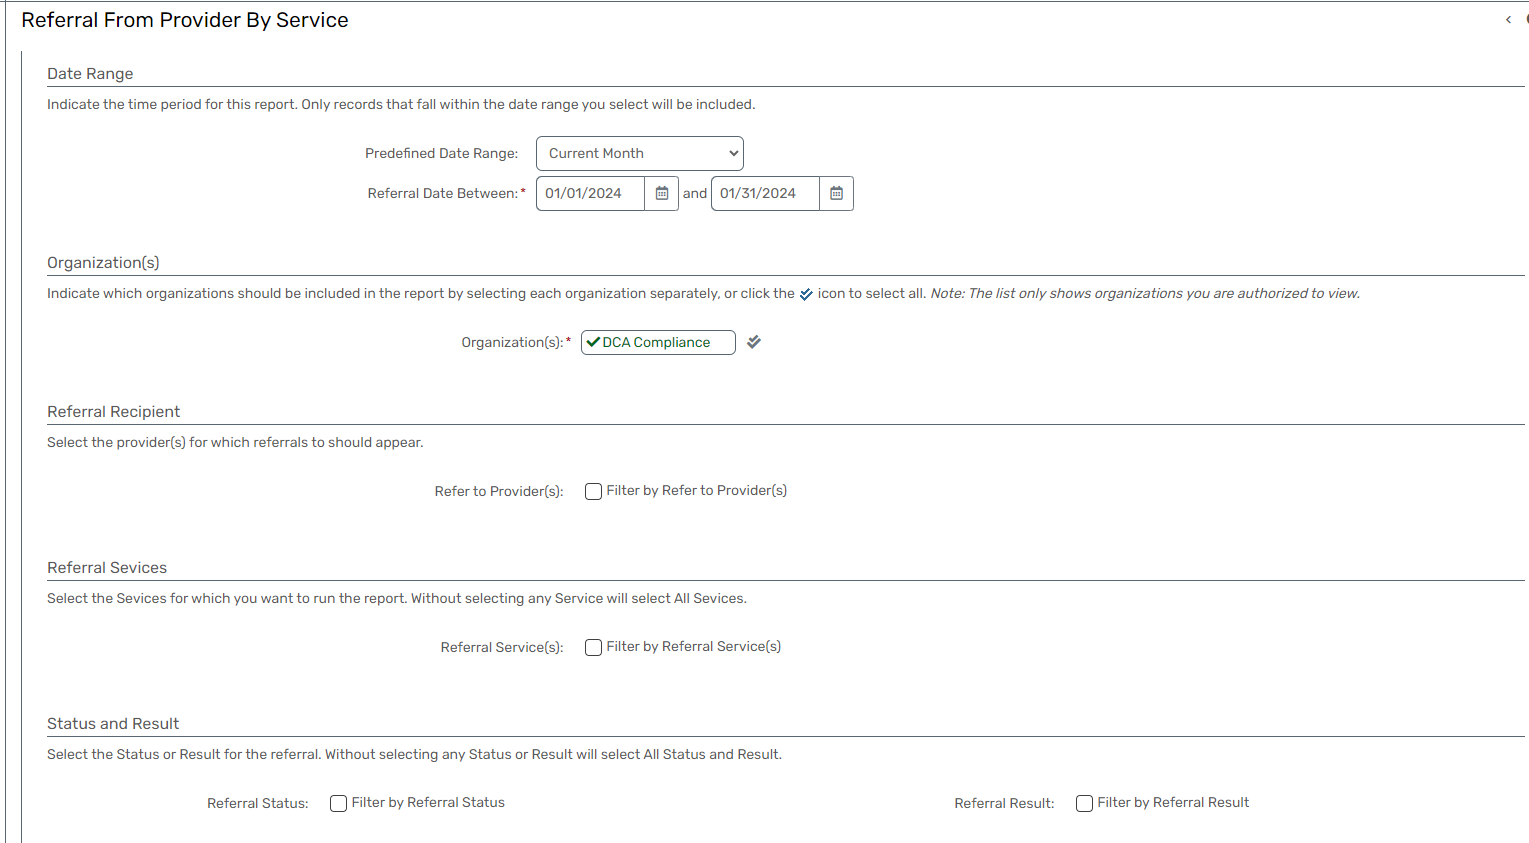 Referral From Provider By Service
Date Range
Indicate the time period for this report. Only records that fall within the date range you select will be included.
Predefined Date Range: Current Month
Referral Date Between:* 01/01/2024 and 01/31/2024
Organization(s)
Indicate which organizations should be included in the report by selecting each organization separately, or click the icon to select all. Note: The list only shows organizations you are authorized to view.
Organization(s):* DCA Compliance
Referral Recipient
Select the provider(s) for which referrals to should appear.
Refer to Provider(s): Filter by Refer to Provider(s)
Referral Sevices
Select the Sevices for which you want to run the report. Without selecting any Service will select All Sevices.
Referral Service(s): Filter by Referral Service(s)
Status and Result
Select the Status or Result for the referral. Without selecting any Status or Result will select All Status and Result.
Referral Status: Filter by Referral Status Referral Result: Filter by Referral Result